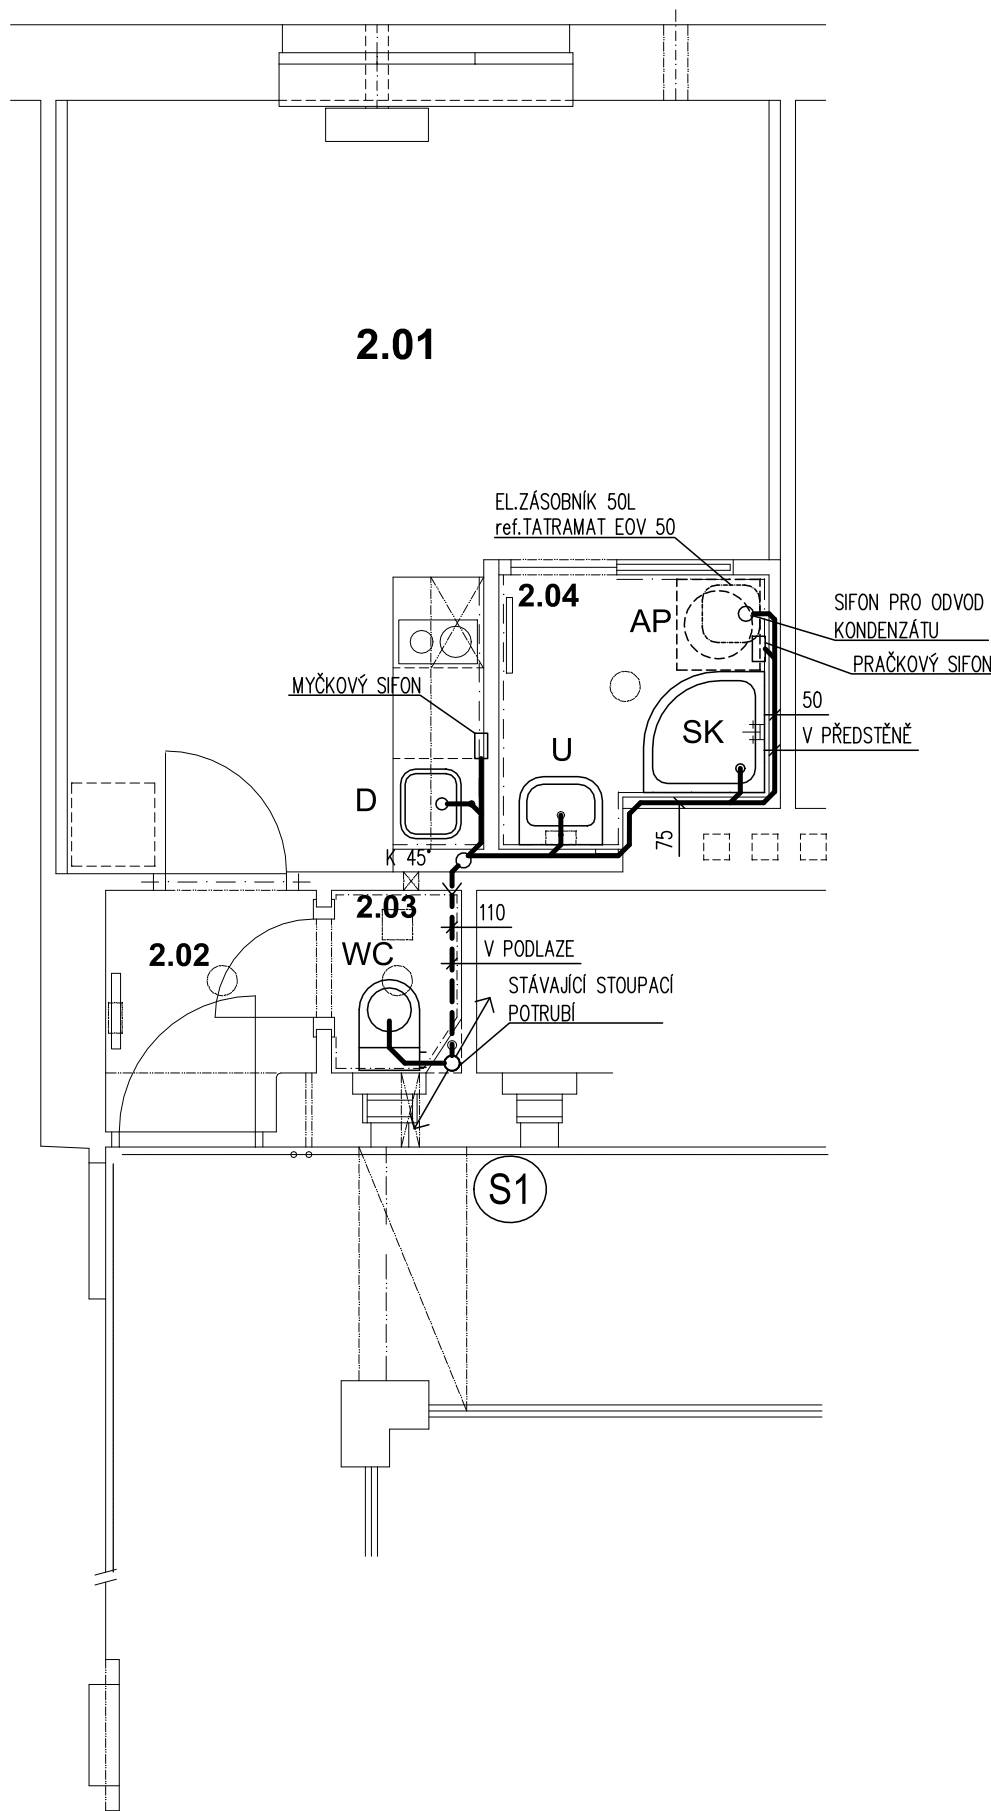 2.01
EL.ZÁSOBNÍK 50L
ref.TATRAMAT EOV 50
2.04
AP
SIFON PRO ODVOD
KONDENZÁTU
PRAČKOVÝ SIFON
MYČKOVÝ SIFON
50
SK
V PŘEDSTĚNĚ
U
D
75
K 45°
2.03
110
WC
V PODLAZE
2.02
STÁVAJÍCÍ STOUPACÍ
POTRUBÍ
S1